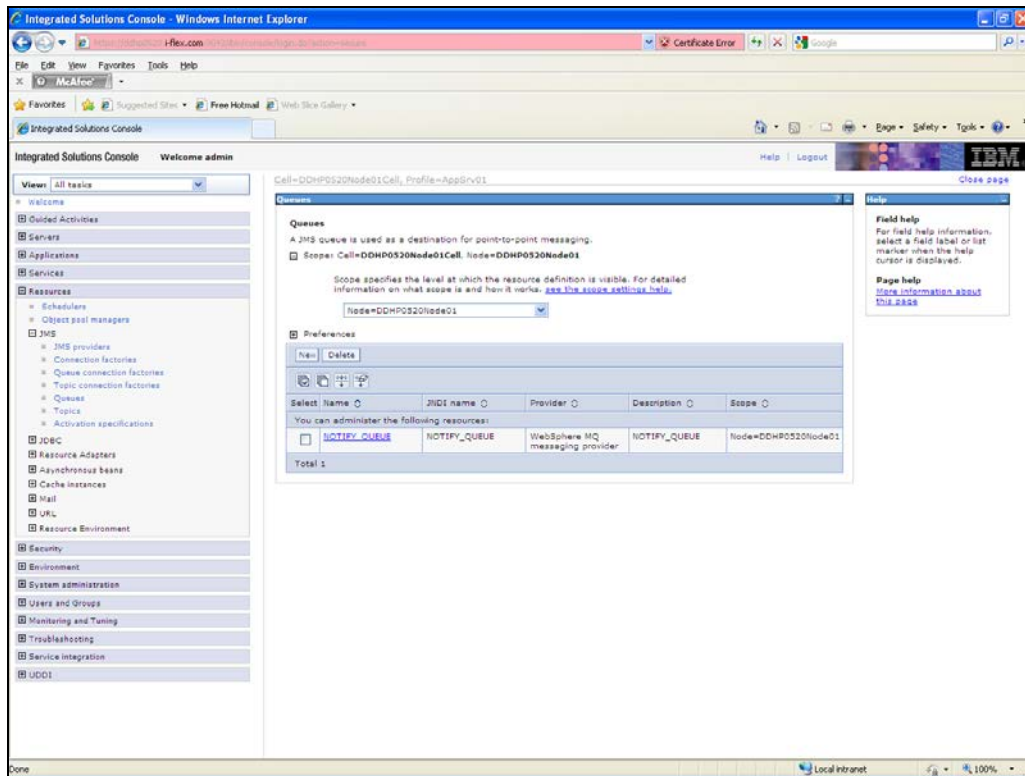 Integrated Solutions Console - Windows Internet Explorer
i-flex.com
Certificate Error
Google
File Edit View Favorites Tools Help
McAfee
Favorites Suggested Sites Free Hotmail Web Slice Gallery
Integrated Solutions Console
Page Safety Tools
Integrated Solutions Console Welcome admin
Help Logout
IBM
View: All tasks
Welcome
Guided Activities
Servers
Applications
Services
Resources
Schedulers
Object pool managers
JMS
JMS providers
Connection factories
Queue connection factories
Topic connection factories
Queues
Topics
Activation specifications
JDBC
Resource Adapters
Asynchronous beans
Cache instances
Mail
URL
Resource Environment
Security
Environment
System administration
Users and Groups
Monitoring and Tuning
Troubleshooting
Service integration
UDDI
Cell=DDHP0520Node01Cell, Profile=AppSrv01
Close page
Queues
Queues
A JMS queue is used as a destination for point-to-point messaging.
Scope: Cell=DDHP0520Node01Cell, Node=DDHP0520Node01
Scope specifies the level at which the resource definition is visible. For detailed
information on what scope is and how it works, see the scope settings help.
Node=DDHP0520Node01
Preferences
New Delete
Select Name JNDI name Provider Description Scope
You can administer the following resources:
NOTIFY_QUEUE NOTIFY_QUEUE WebSphere MQ messaging provider NOTIFY_QUEUE Node=DDHP0520Node01
Total 1
Help
Field help
For field help information,
select a field label or list
marker when the help
cursor is displayed.
Page help
More information about
this page
Done
Local intranet
100%